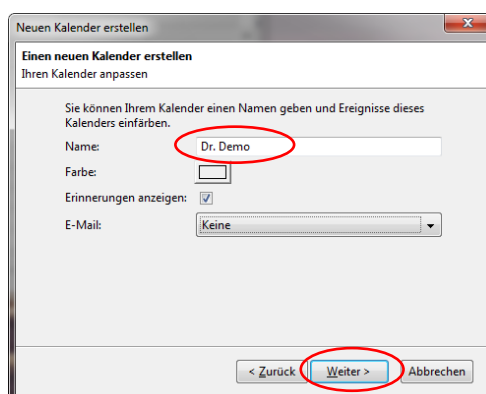 Neuen Kalender erstellen
Einen neuen Kalender erstellen
Ihren Kalender anpassen
Sie können Ihrem Kalender einen Namen geben und Ereignisse dieses
Kalenders einfärben.
Name: Dr. Demo
Farbe:
Erinnerungen anzeigen:
E-Mail: Keine
< Zurück Weiter > Abbrechen